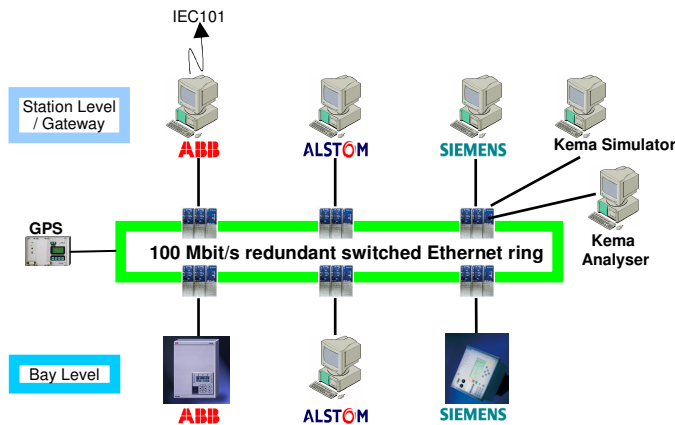 IEC101
Station Level
/ Gateway
ABB
ALSTOM
SIEMENS
Kema Simulator
GPS
100 Mbit/s redundant switched Ethernet ring
Kema
Analyser
Bay Level
ABB
ALSTOM
SIEMENS